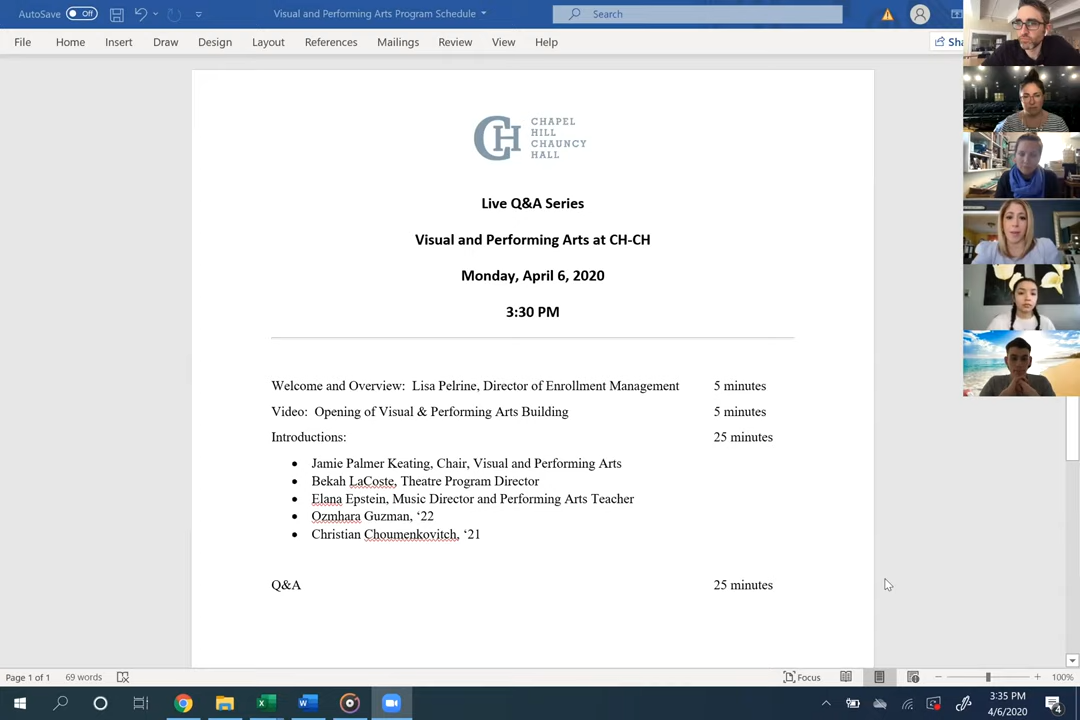 AutoSave Off Visual and Performing Arts Program Schedule Search
File Home Insert Draw Design Layout References Mailings Review View Help Sha
CHAPEL
HILL
CHAUNCY
HALL
Live Q&A Series
Visual and Performing Arts at CH-CH
Monday, April 6, 2020
3:30 PM
Welcome and Overview: Lisa Pelrine, Director of Enrollment Management 5 minutes
Video: Opening of Visual & Performing Arts Building 5 minutes
Introductions: 25 minutes
• Jamie Palmer Keating, Chair, Visual and Performing Arts
• Bekah LaCoste, Theatre Program Director
• Elana Epstein, Music Director and Performing Arts Teacher
• Ozmhara Guzman, ‘22
• Christian Choumenkovitch, ‘21
Q&A 25 minutes
Page 1 of 1 69 words Focus 100%
3:35 PM
4/6/2020 4